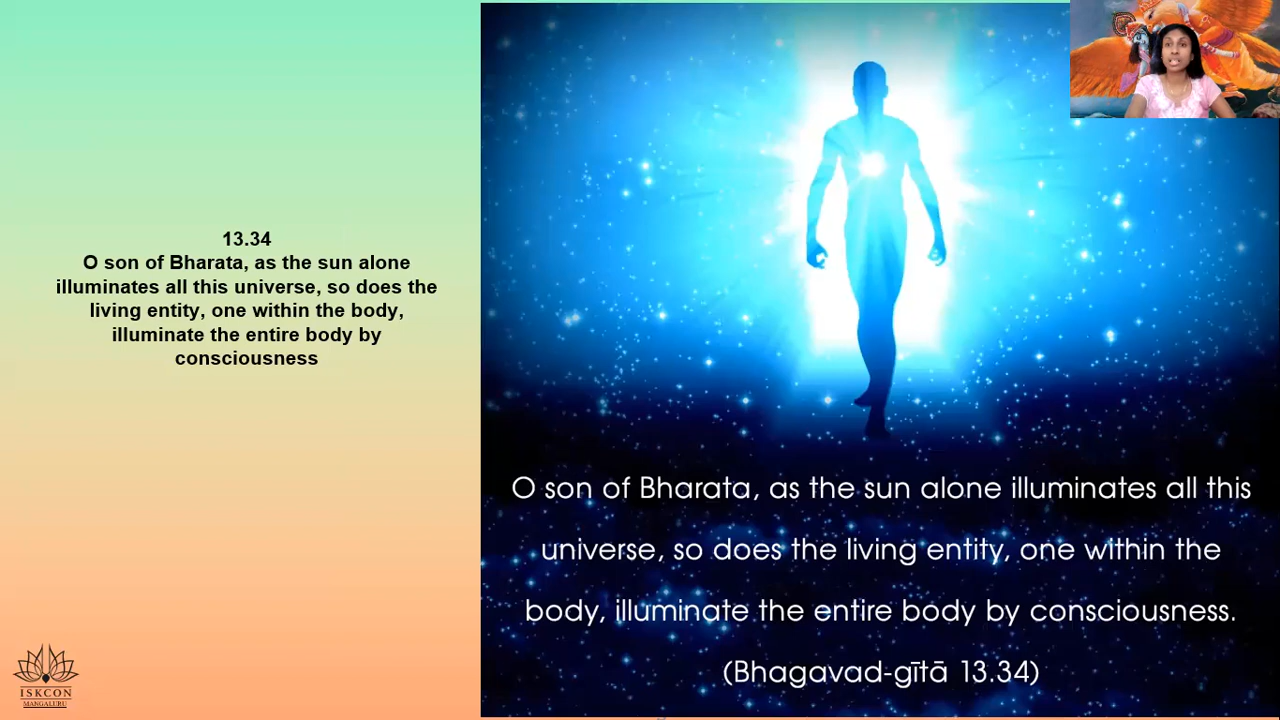 13.34
O son of Bharata, as the sun alone
illuminates all this universe, so does the
living entity, one within the body,
illuminate the entire body by
consciousness
O son of Bharata, as the sun alone illuminates all this
universe, so does the living entity, one within the
body, illuminate the entire body by consciousness.
(Bhagavad-gītā 13.34)
ISKCON
MANGALURU